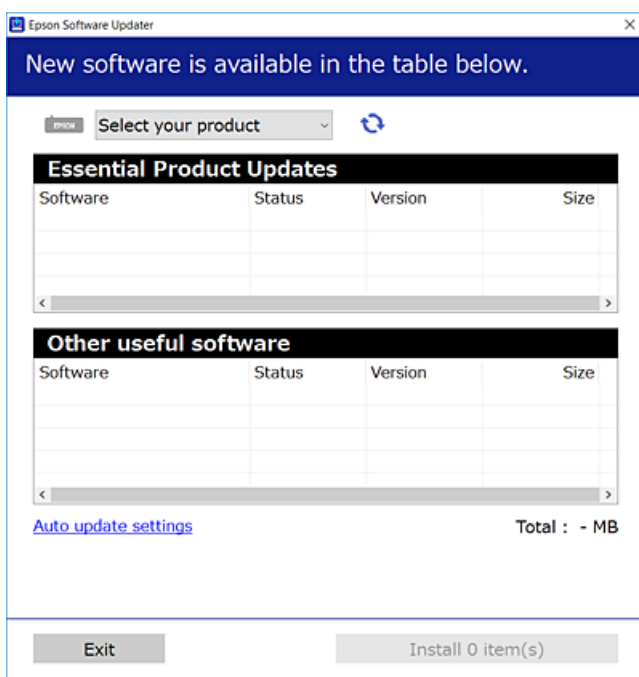 Epson Software Updater
New software is available in the table below.
EPSON Select your product
Essential Product Updates
Software Status Version Size
Other useful software
Software Status Version Size
Auto update settings Total : - MB
Exit Install 0 item(s)